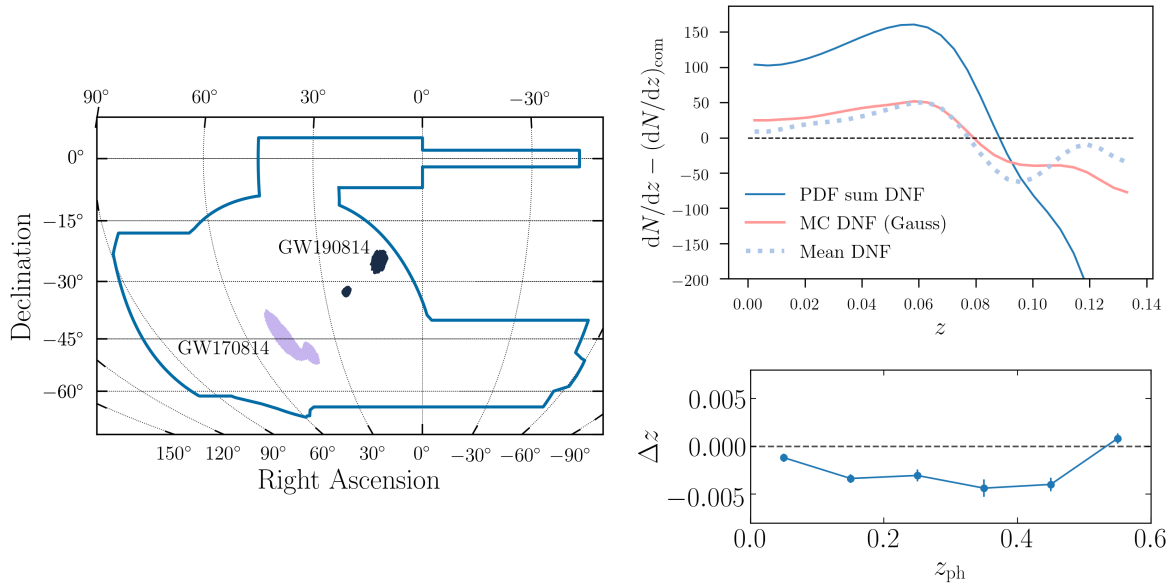 90° 60° 30° 0° −30°
0°
−15°
−30°
−45°
−60°
Declination
GW190814
GW170814
150° 120° 90° 60° 30° 0° −30° −60° −90°
Right Ascension
dN/dz − (dN/dz)com
150
100
50
0
−50
−100
−150
−200
PDF sum DNF
MC DNF (Gauss)
Mean DNF
0.00 0.02 0.04 0.06 0.08 0.10 0.12 0.14
z
Δz
0.005
0.000
−0.005
0.0 0.2 0.4 0.6
zph